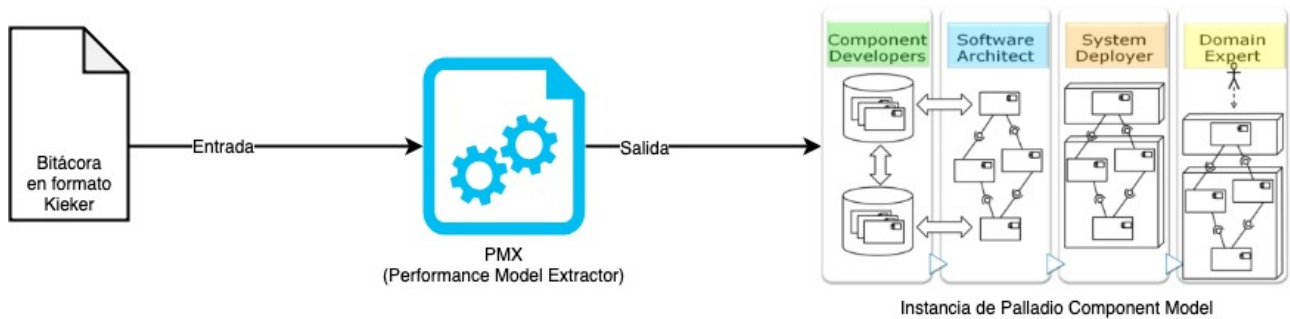 Bitácora
en formato
Kieker
Entrada
PMX
(Performance Model Extractor)
Salida
Component
Developers
Software
Architect
System
Deployer
Domain
Expert
Instancia de Palladio Component Model